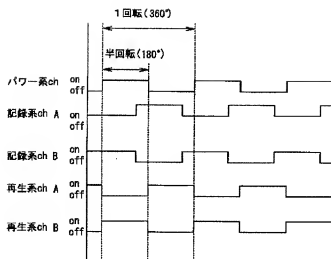 1回転(360°)
半回転(180°)
パワー系ch on
off
記録系ch A on
off
記録系ch B on
off
再生系ch A on
off
再生系ch B on
off